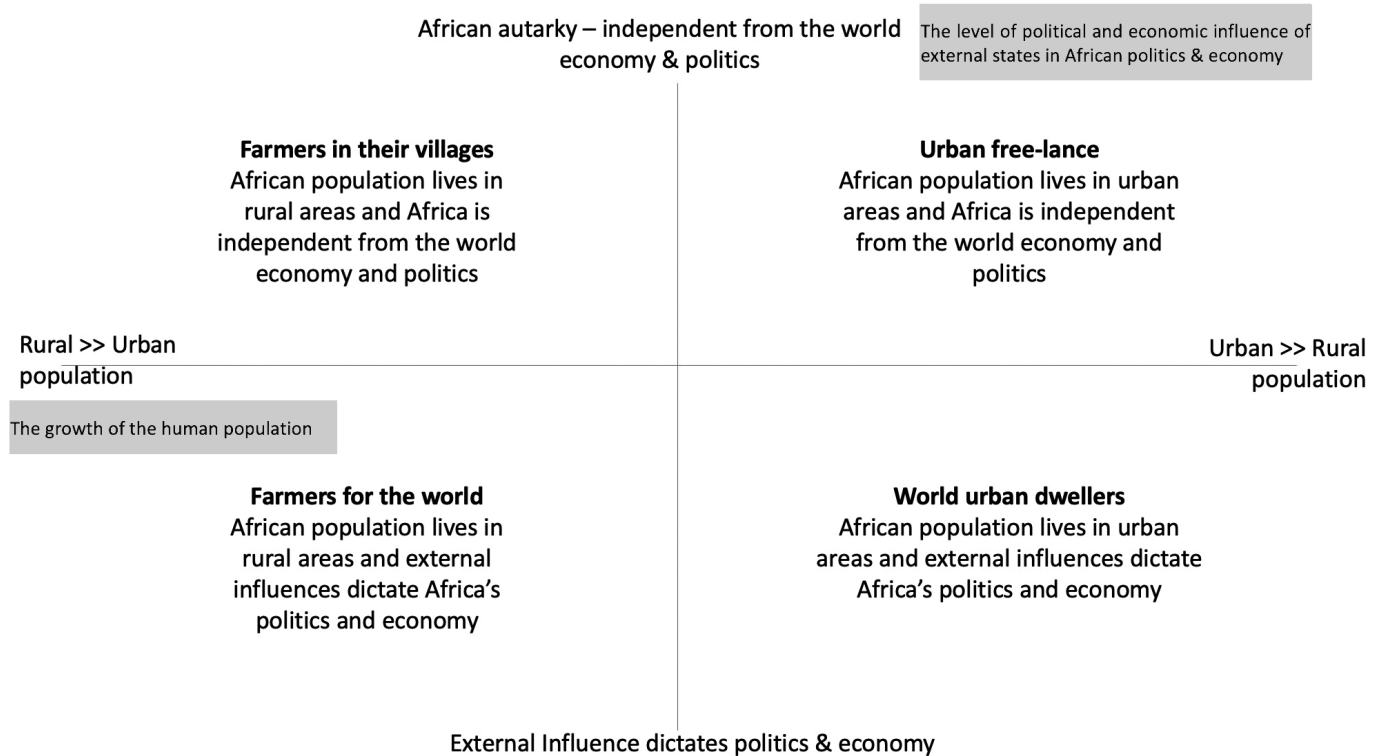 African autarky – independent from the world
economy & politics
The level of political and economic influence of
external states in African politics & economy
Farmers in their villages
African population lives in
rural areas and Africa is
independent from the world
economy and politics
Urban free-lance
African population lives in urban
areas and Africa is independent
from the world economy and
politics
Rural >> Urban
population
Urban >> Rural
population
The growth of the human population
Farmers for the world
African population lives in
rural areas and external
influences dictate Africa’s
politics and economy
World urban dwellers
African population lives in urban
areas and external influences dictate
Africa’s politics and economy
External Influence dictates politics & economy